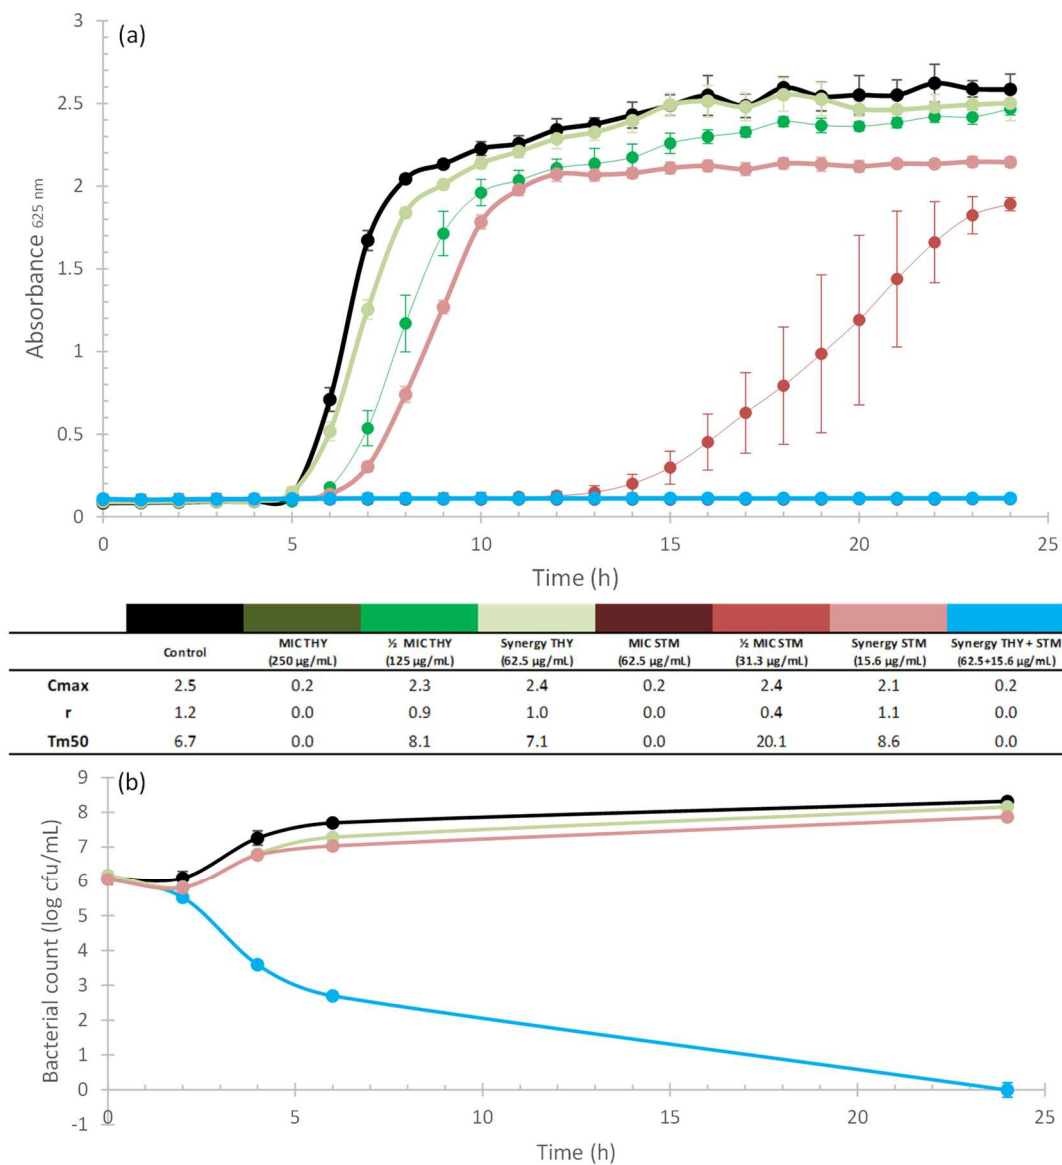 (a)
3
2.5
2
1.5
1
0.5
0
Absorbance 625 nm
0 5 10 15 20 25
Time (h)
Control MIC THY ½ MIC THY Synergy THY MIC STM ½ MIC STM Synergy STM Synergy THY + STM
(250 µg/mL) (125 µg/mL) (62.5 µg/mL) (62.5 µg/mL) (31.3 µg/mL) (15.6 µg/mL) (62.5+15.6 µg/mL)
Cmax 2.5 0.2 2.3 2.4 0.2 2.4 2.1 0.2
r 1.2 0.0 0.9 1.0 0.0 0.4 1.1 0.0
Tm50 6.7 0.0 8.1 7.1 0.0 20.1 8.6 0.0
(b)
9
8
7
6
5
4
3
2
1
0
-1
Bacterial count (log cfu/mL)
0 5 10 15 20 25
Time (h)